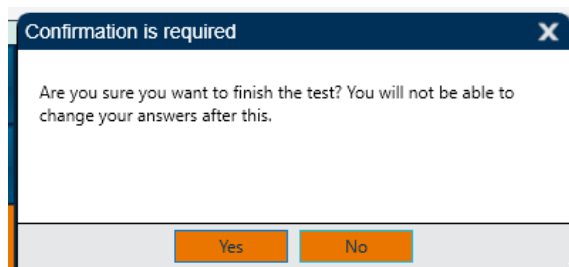 Confirmation is required
X
Are you sure you want to finish the test? You will not be able to
change your answers after this.
Yes No